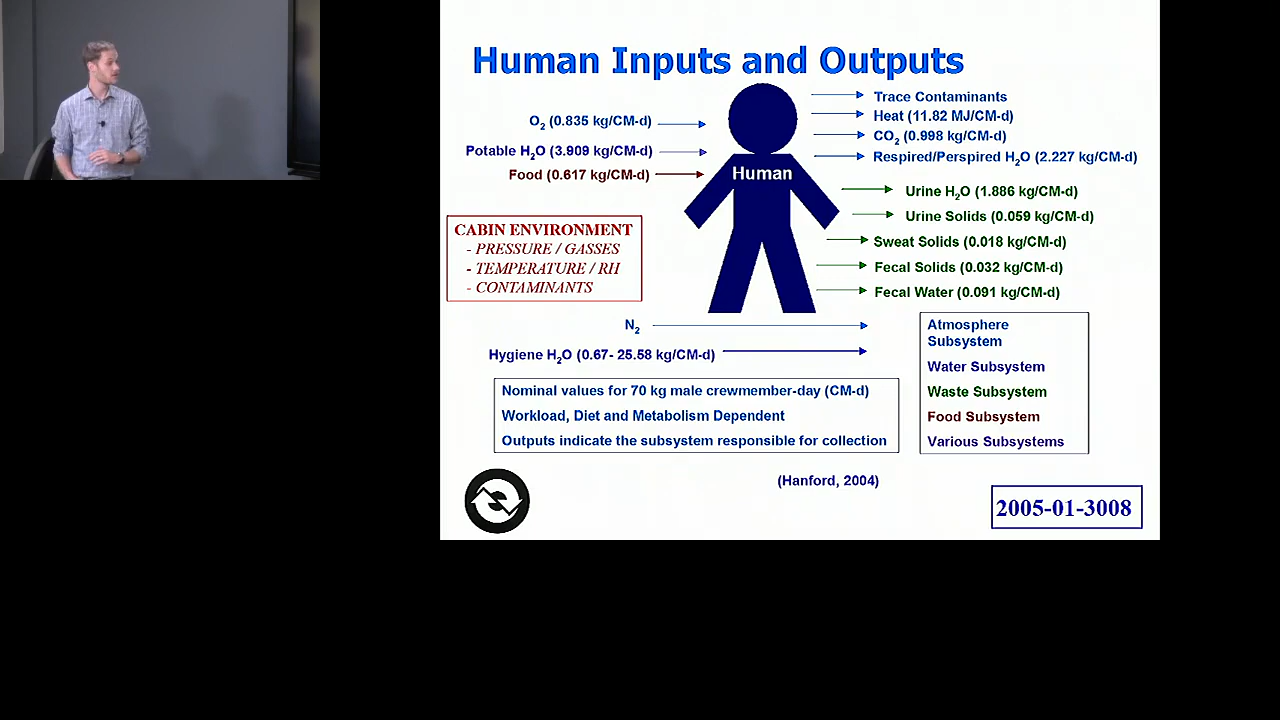 Human Inputs and Outputs
O2 (0.835 kg/CM-d)
Potable H2O (3.909 kg/CM-d)
Food (0.617 kg/CM-d)
Human
Trace Contaminants
Heat (11.82 MJ/CM-d)
CO2 (0.998 kg/CM-d)
Respired/Perspired H2O (2.227 kg/CM-d)
Urine H2O (1.886 kg/CM-d)
Urine Solids (0.059 kg/CM-d)
Sweat Solids (0.018 kg/CM-d)
Fecal Solids (0.032 kg/CM-d)
Fecal Water (0.091 kg/CM-d)
CABIN ENVIRONMENT
- PRESSURE / GASSES
- TEMPERATURE / RH
- CONTAMINANTS
N2
Hygiene H2O (0.67- 25.58 kg/CM-d)
Nominal values for 70 kg male crewmember-day (CM-d)
Workload, Diet and Metabolism Dependent
Outputs indicate the subsystem responsible for collection
Atmosphere
Subsystem
Water Subsystem
Waste Subsystem
Food Subsystem
Various Subsystems
(Hanford, 2004)
2005-01-3008